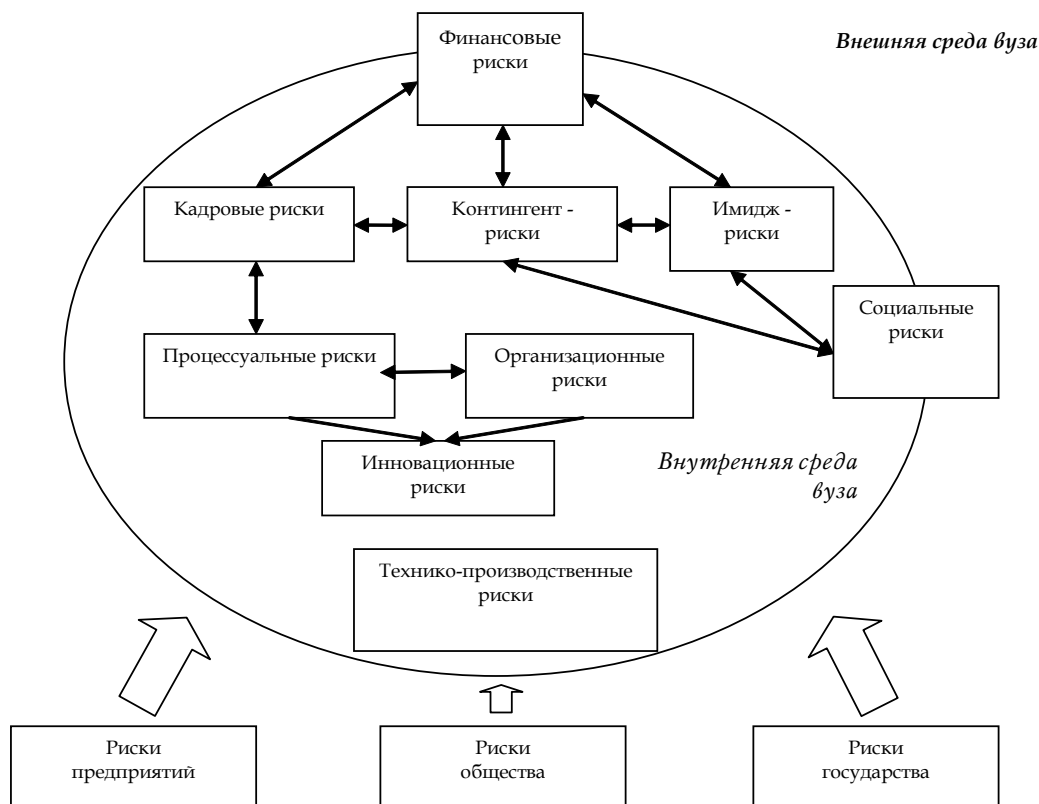 Финансовые
риски
Внешняя среда вуза
Кадровые риски
Контингент -
риски
Имидж -
риски
Социальные
риски
Процессуальные риски
Организационные
риски
Инновационные
риски
Внутренняя среда
вуза
Технико-производственные
риски
Риски
предприятий
Риски
общества
Риски
государства